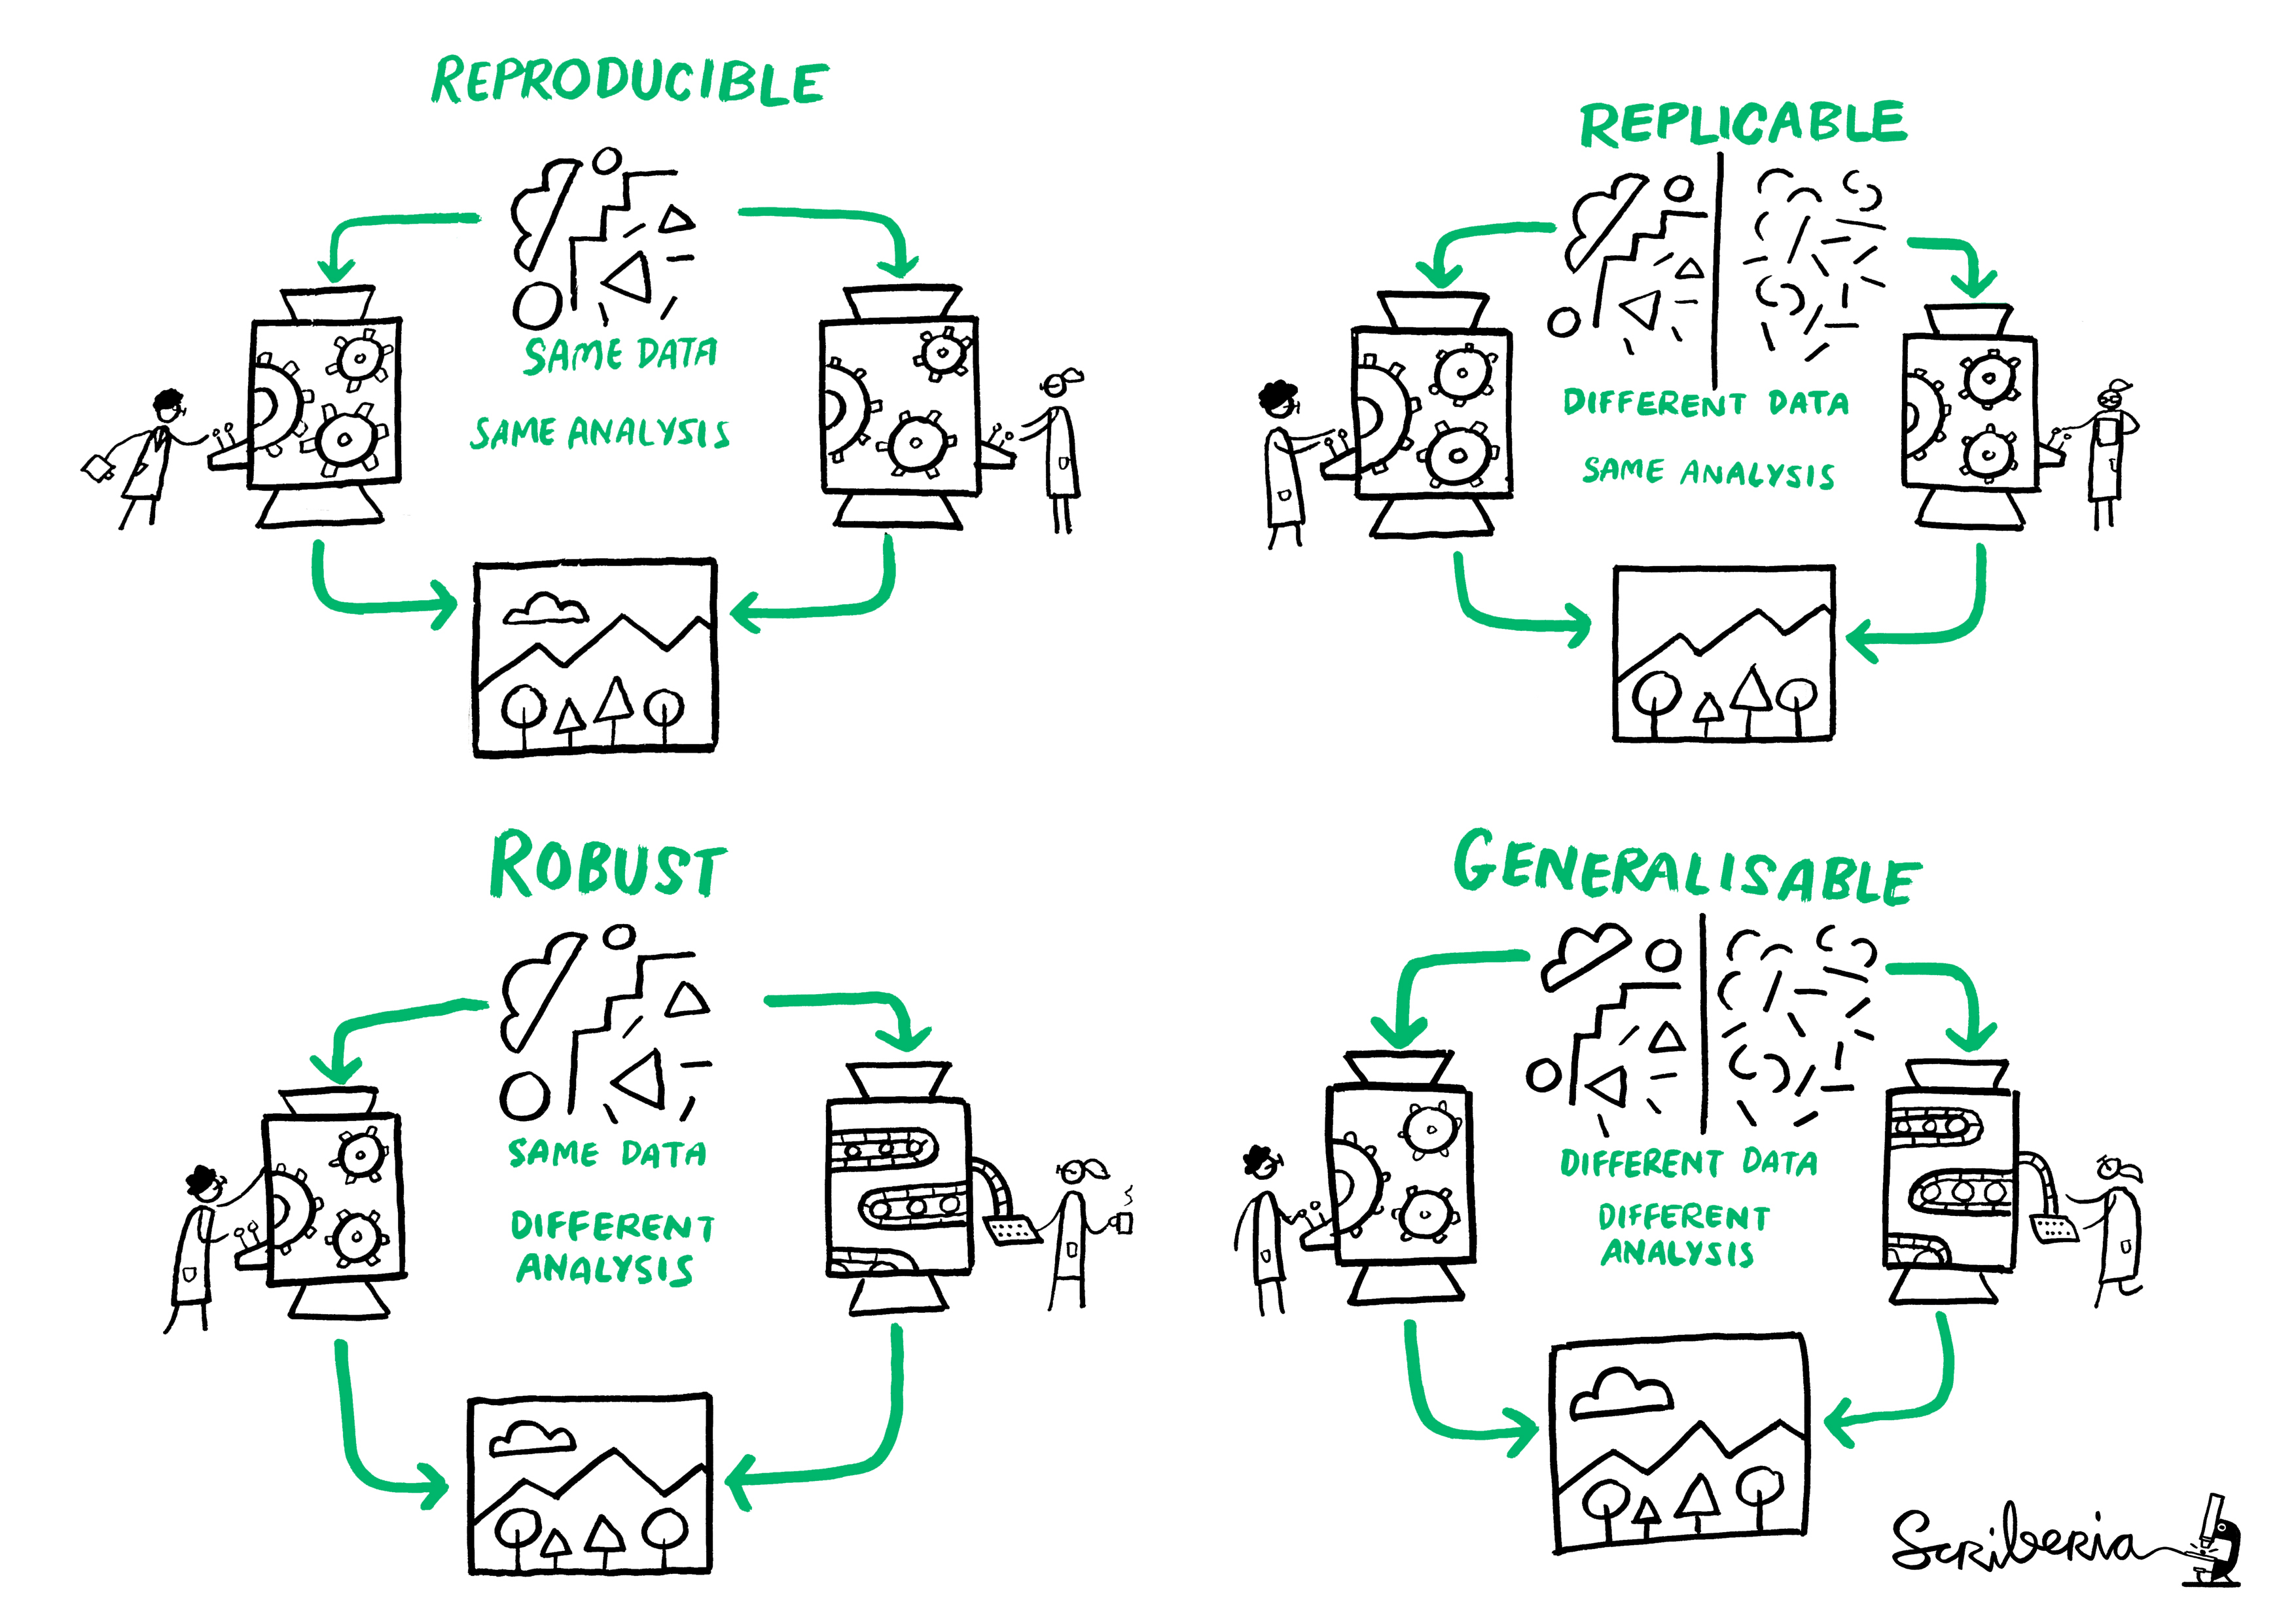 REPRODUCIBLE
SAME DATA
SAME ANALYSIS
REPLICABLE
DIFFERENT DATA
SAME ANALYSIS
ROBUST
SAME DATA
DIFFERENT
ANALYSIS
GENERALISABLE
DIFFERENT DATA
DIFFERENT
ANALYSIS
Scriberia